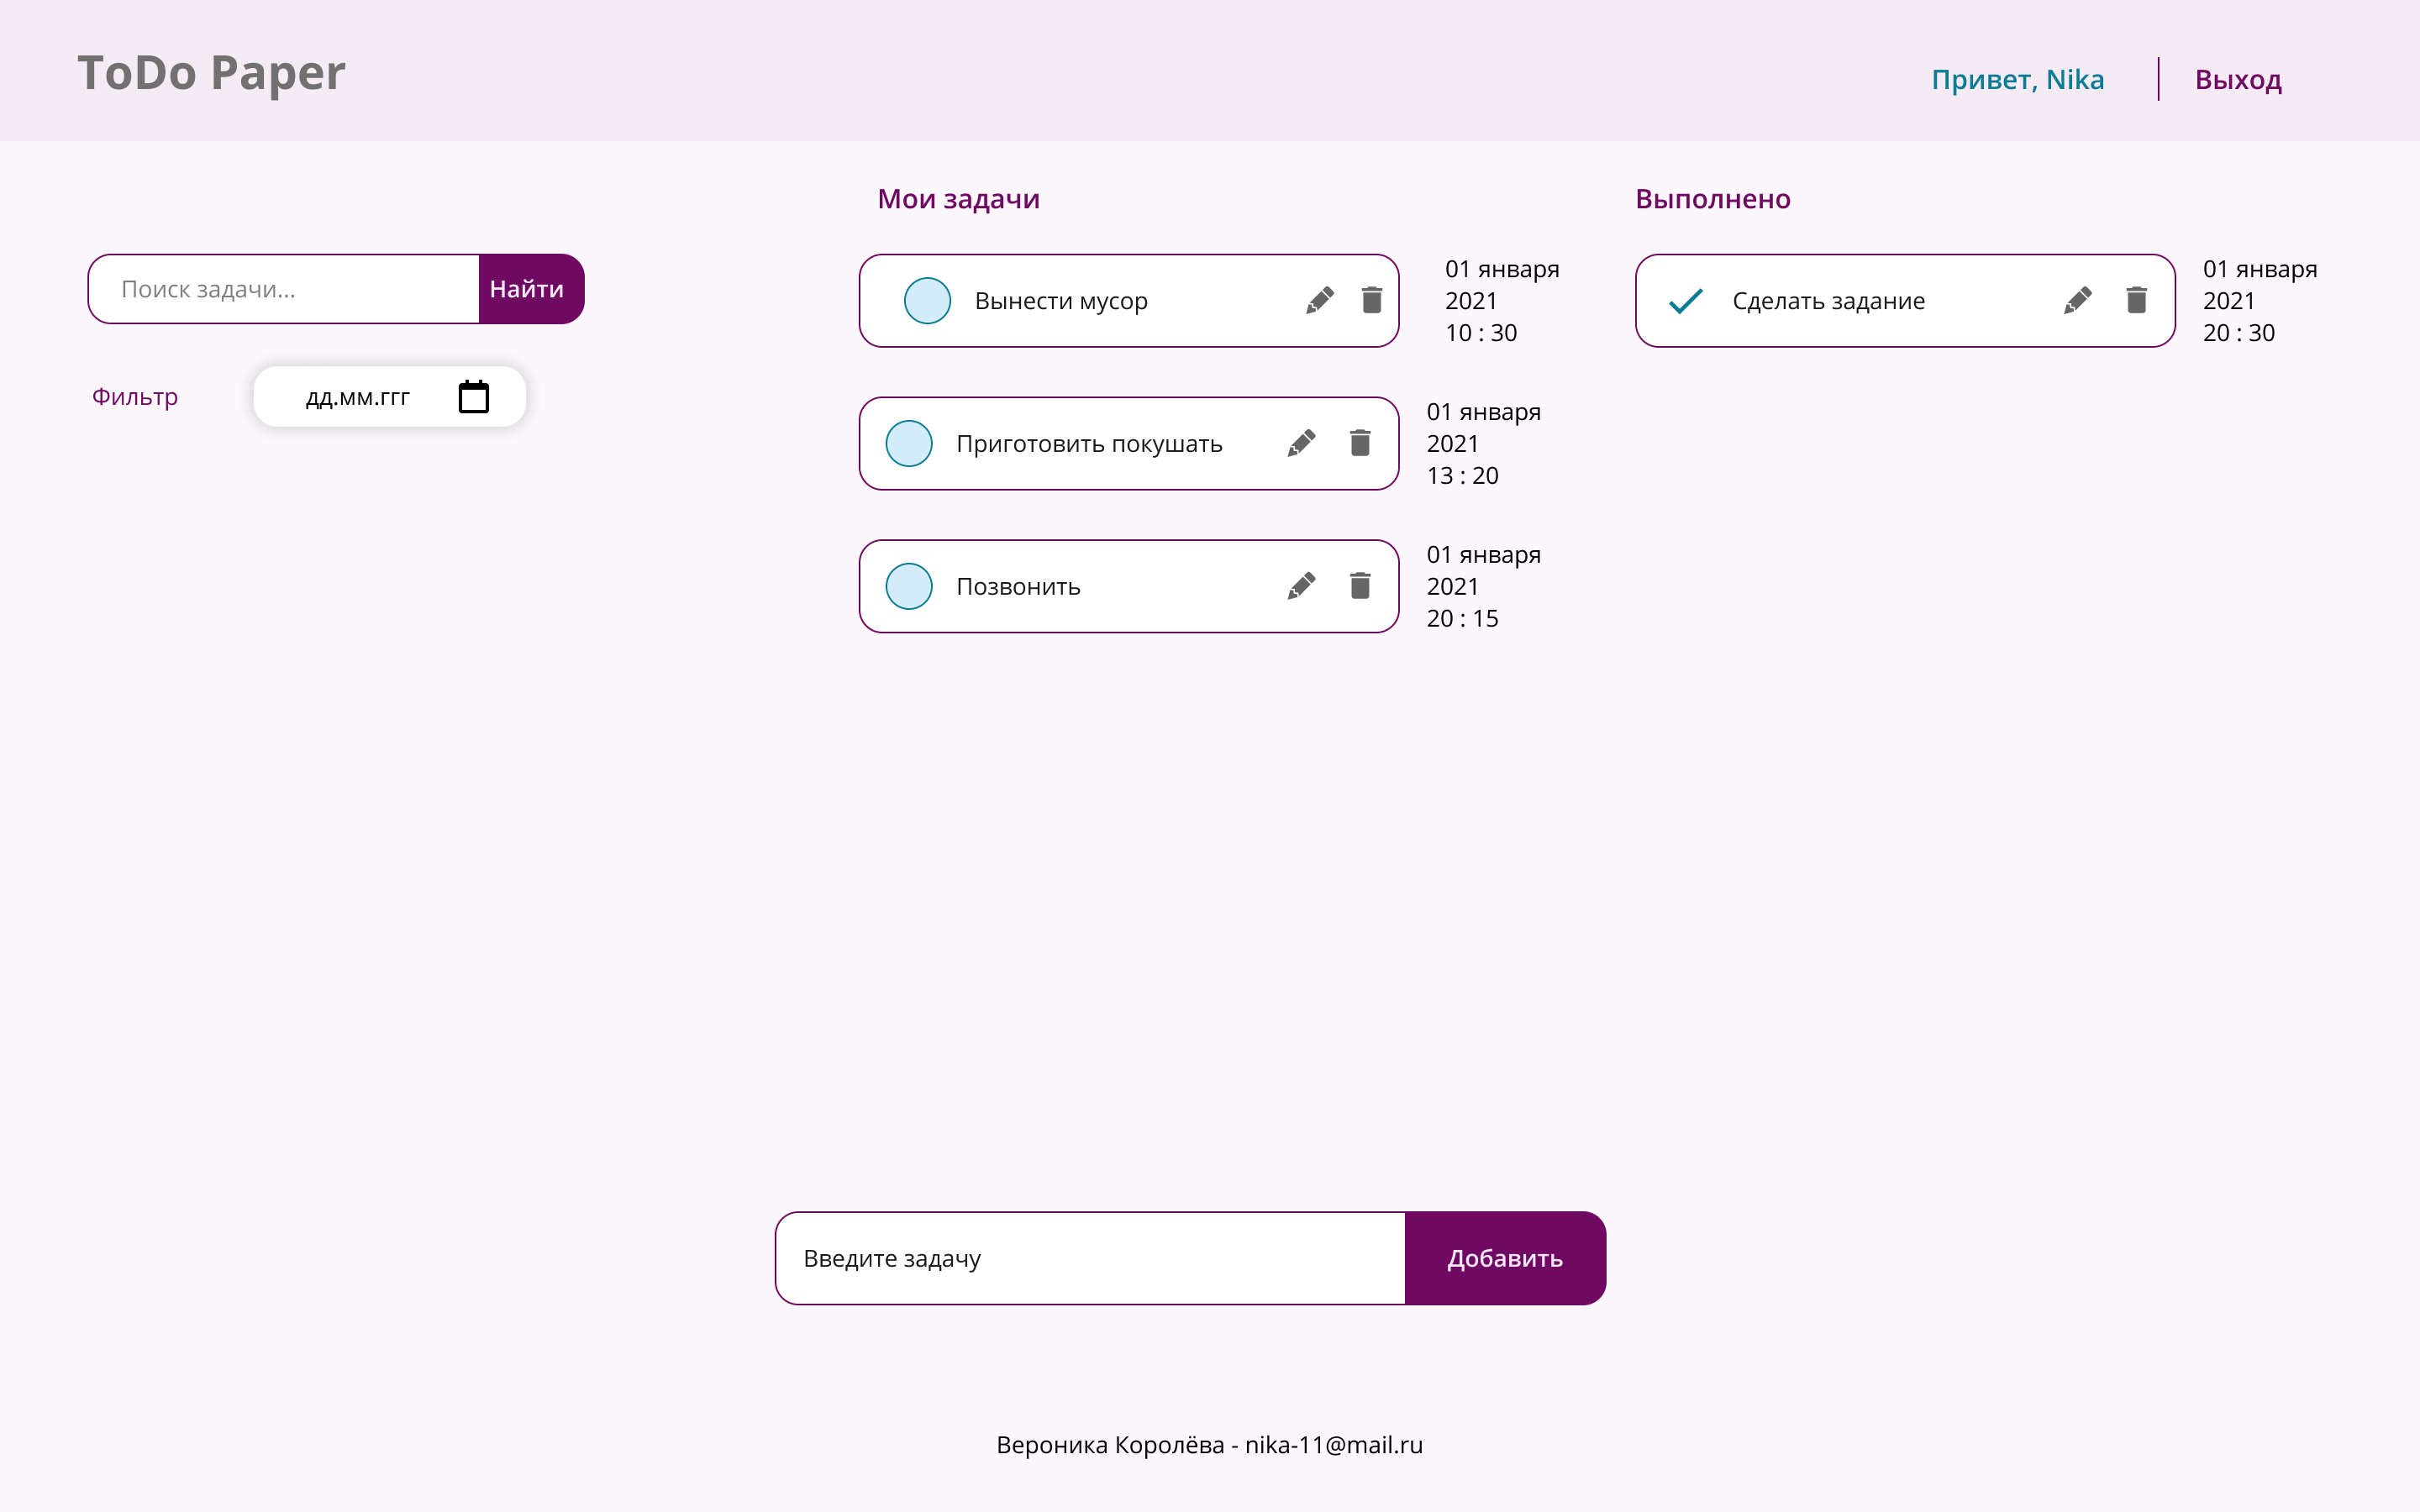 ToDo Paper
Привет, Nika
Выход
Мои задачи
Выполнено
Поиск задачи...
Найти
Фильтр
дд.мм.ггг
Вынести мусор
01 января
2021
10 : 30
Приготовить покушать
01 января
2021
13 : 20
Позвонить
01 января
2021
20 : 15
Сделать задание
01 января
2021
20 : 30
Введите задачу
Добавить
Вероника Королёва - nika-11@mail.ru